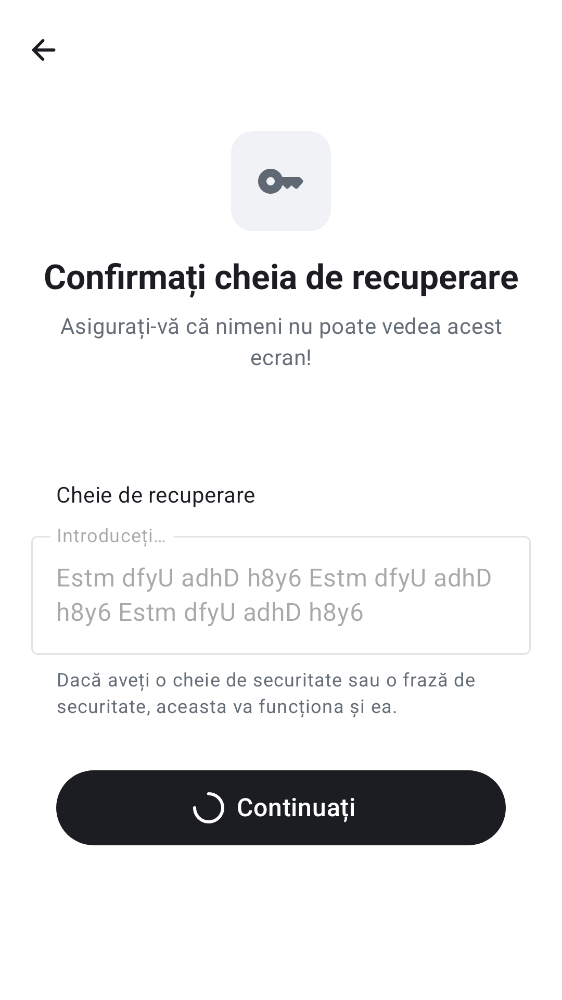 Confirmați cheia de recuperare
Asigurați-vă că nimeni nu poate vedea acest
ecran!
Cheie de recuperare
Introduceți…
Estm dfyU adhD h8y6 Estm dfyU adhD
h8y6 Estm dfyU adhD h8y6
Dacă aveți o cheie de securitate sau o frază de
securitate, aceasta va funcționa și ea.
Continuați